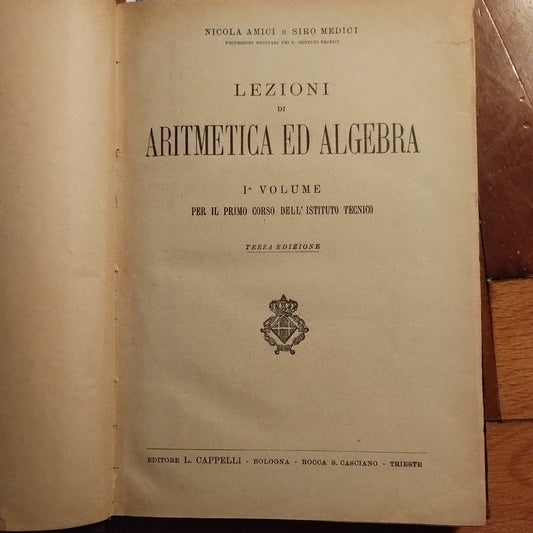 NICOLA AMICI E SIRO MEDICI
PROFESSORI ORDINARI NEI R. ISTITUTI TECNICI
LEZIONI
DI
ARITMETICA ED ALGEBRA
I° VOLUME
PER IL PRIMO CORSO DELL'ISTITUTO TECNICO
TERZA EDIZIONE
EDITORE L. CAPPELLI - BOLOGNA - ROCCA S. CASCIANO - TRIESTE